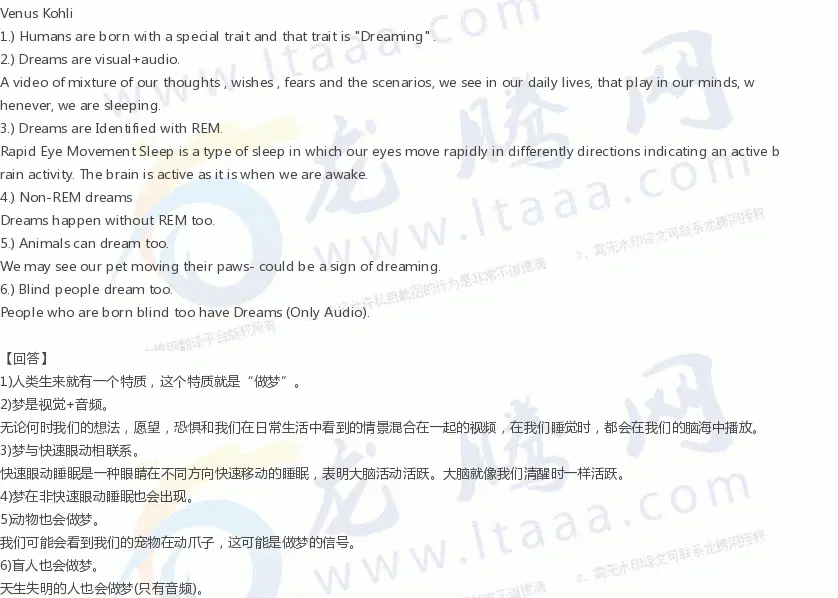 Venus Kohli
1.) Humans are born with a special trait and that trait is "Dreaming" .
2.) Dreams are visual+audio.
A video of mixture of our thoughts , wishes , fears and the scenarios, we see in our daily lives, that play in our minds, w
henever, we are sleeping.
3.) Dreams are Identified with REM.
Rapid Eye Movement Sleep is a type of sleep in which our eyes move rapidly in differently directions indicating an active b
rain activity. The brain is active as it is when we are awake.
4.) Non-REM dreams
Dreams happen without REM too.
5.) Animals can dream too.
We may see our pet moving their paws- could be a sign of dreaming.
6.) Blind people dream too.
People who are born blind too have Dreams (Only Audio).
【回答】
1)人类生来就有一个特质，这个特质就是“做梦”。
2)梦是视觉+音频。
无论何时我们的想法，愿望，恐惧和我们在日常生活中看到的情景混合在一起的视频，在我们睡觉时，都会在我们的脑海中播放。
3)梦与快速眼动相联系。
快速眼动睡眠是一种眼睛在不同方向快速移动的睡眠，表明大脑活动活跃。大脑就像我们清醒时一样活跃。
4)梦在非快速眼动睡眠也会出现。
5)动物也会做梦。
我们可能会看到我们的宠物在动爪子，这可能是做梦的信号。
6)盲人也会做梦。
天生失明的人也会做梦(只有音频)。
龙腾网
www.ltaaa.com
龙腾网
www.ltaaa.com